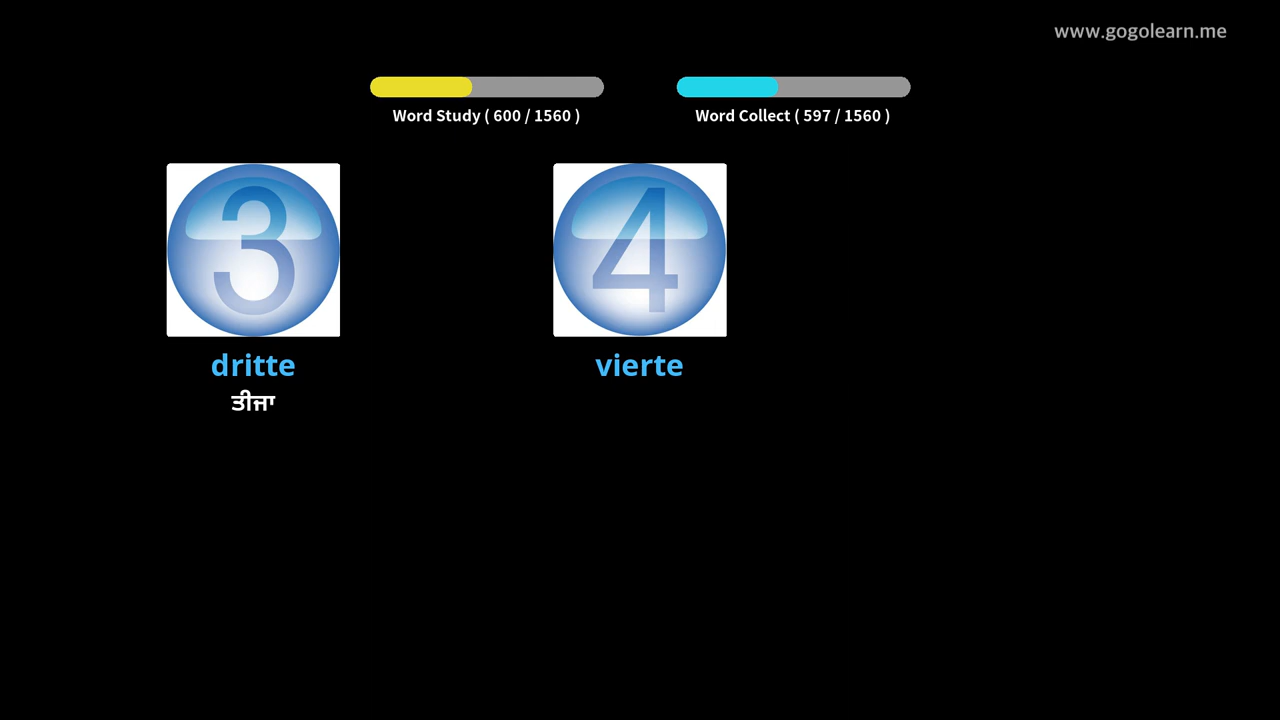 www.gogolearn.me
Word Study ( 600 / 1560 )
Word Collect ( 597 / 1560 )
3
4
dritte
vierte
ਤੀਜਾ